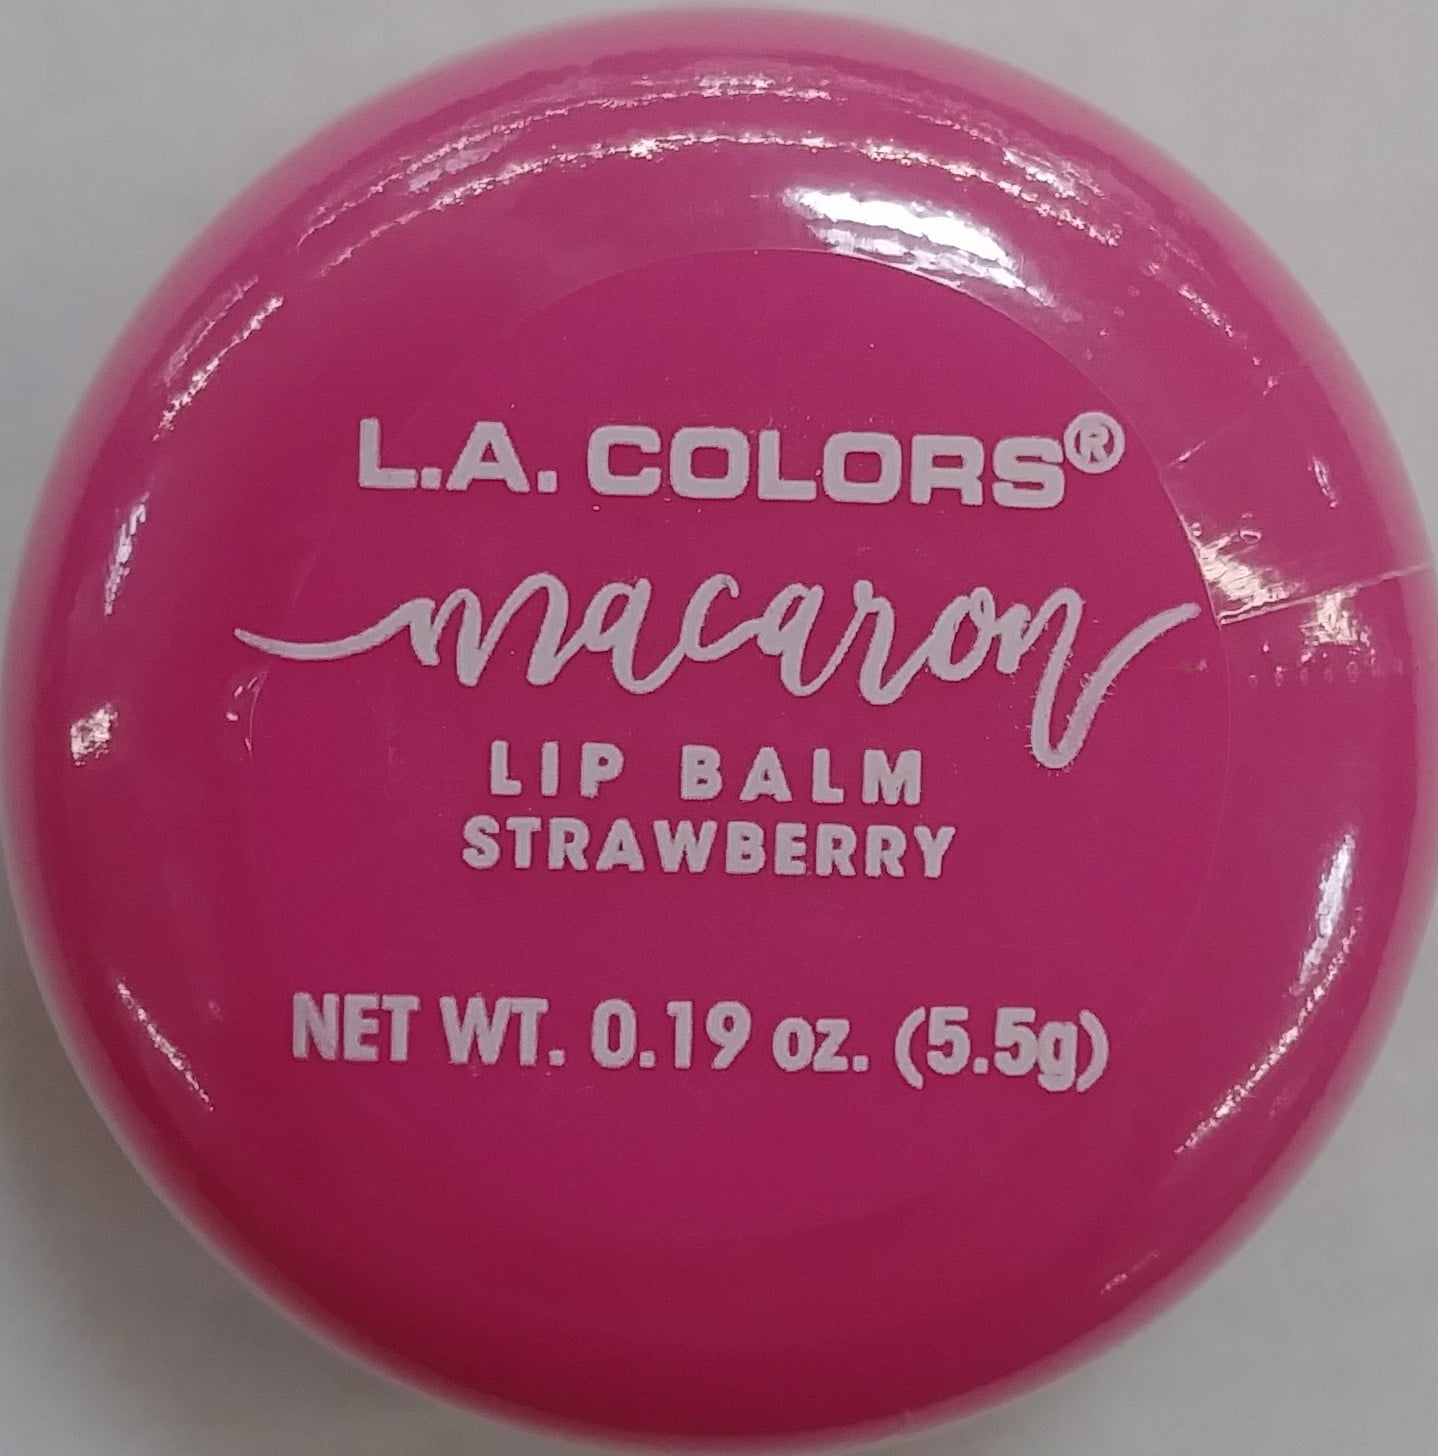 L.A. COLORS®
macaron
LIP BALM
STRAWBERRY
NET WT. 0.19 oz. (5.5g)